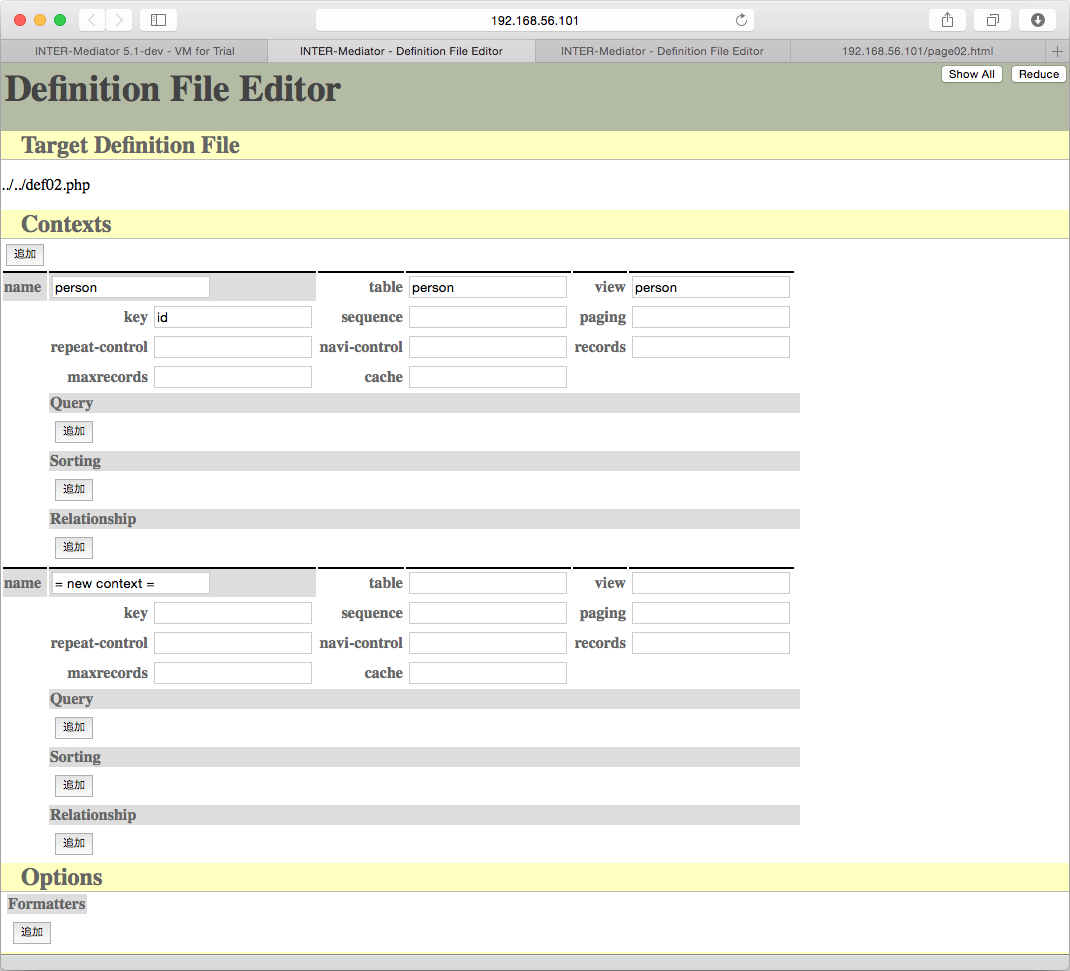 192.168.56.101
INTER-Mediator 5.1-dev - VM for Trial
INTER-Mediator - Definition File Editor
INTER-Mediator - Definition File Editor
192.168.56.101/page02.html
Show All
Reduce
Definition File Editor
Target Definition File
../../def02.php
Contexts
追加
name person table person view person
key id sequence paging
repeat-control navi-control records
maxrecords cache
Query
追加
Sorting
追加
Relationship
追加
name = new context = table view
key sequence paging
repeat-control navi-control records
maxrecords cache
Query
追加
Sorting
追加
Relationship
追加
Options
Formatters
追加